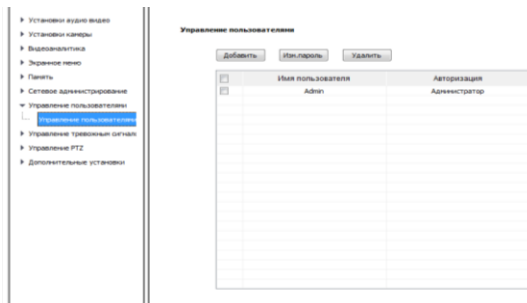 Установки аудио видео
Установки камеры
Видеоаналитика
Экранное меню
Память
Сетевое администрирование
Управление пользователями
Управление пользователями
Управление тревожным сигнал
Управление PTZ
Дополнительные установки
Управление пользователями
Добавить Изм.пароль Удалить
Имя пользователя Авторизация
Admin Администратор